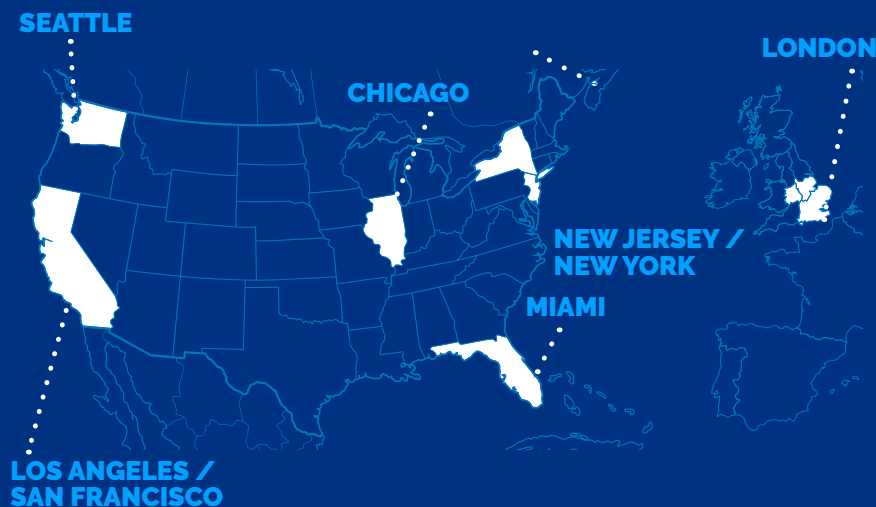 SEATTLE
LONDON
CHICAGO
NEW JERSEY /
NEW YORK
MIAMI
LOS ANGELES /
SAN FRANCISCO